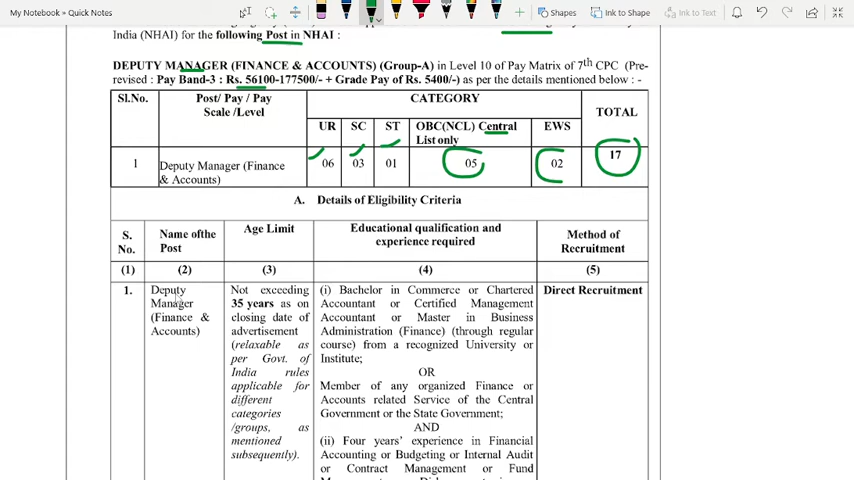 My Notebook » Quick Notes
Shapes
Ink to Shape
Ink to Text
India (NHAI) for the following Post in NHAI :
DEPUTY MANAGER (FINANCE & ACCOUNTS) (Group-A) in Level 10 of Pay Matrix of 7th CPC (Pre-
revised : Pay Band-3 : Rs. 56100-177500/- + Grade Pay of Rs. 5400/-) as per the details mentioned below : -
Sl.No. Post/ Pay / Pay CATEGORY
Scale /Level TOTAL
UR SC ST OBC(NCL) Central EWS
List only
1 Deputy Manager (Finance 06 03 01 05 02 17
& Accounts)
A. Details of Eligibility Criteria
S. Name ofthe Age Limit Educational qualification and Method of
No. Post experience required Recruitment
(1) (2) (3) (4) (5)
1. Deputy Not exceeding (i) Bachelor in Commerce or Chartered Direct Recruitment
Manager 35 years as on Accountant or Certified Management
(Finance & closing date of Accountant or Master in Business
Accounts) advertisement Administration (Finance) (through regular
(relaxable as course) from a recognized University or
per Govt. of Institute;
India rules OR
applicable for Member of any organized Finance or
different Accounts related Service of the Central
categories Government or the State Government;
/groups, as AND
mentioned (ii) Four years' experience in Financial
subsequently). Accounting or Budgeting or Internal Audit
or Contract Management or Fund